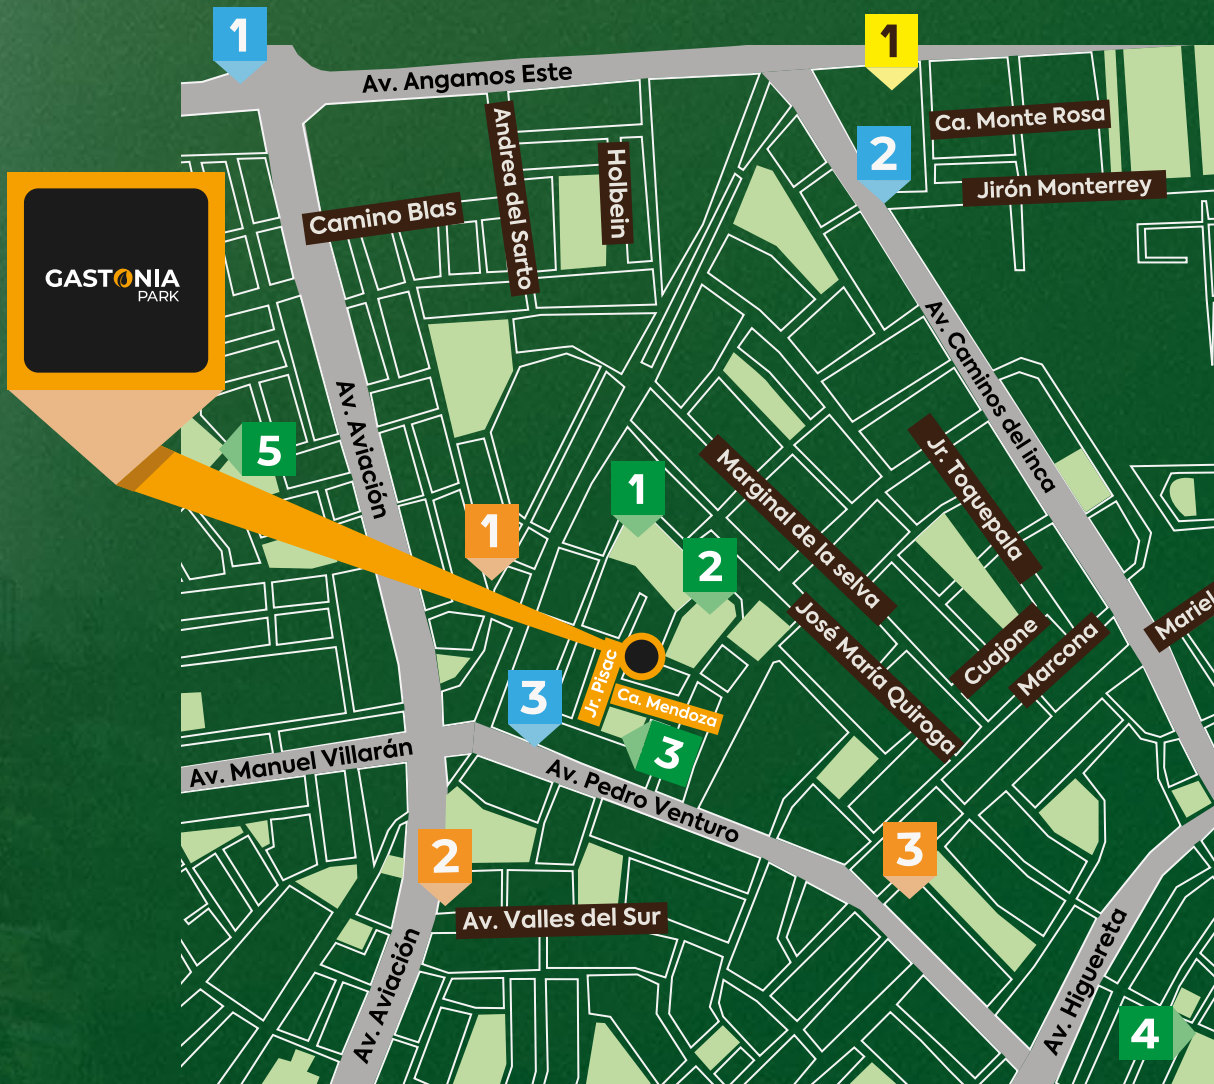 1
1
Av. Angamos Este
Ca. Monte Rosa
2
Jirón Monterrey
Andrea del Sarto
Holbein
Camino Blas
GASTONIA
PARK
Av. Caminos del inca
Av. Aviación
5
1
1
2
Marginal de la selva
Jr. Toquepala
José María Quiroga
Cuajone
Marcona
Mariel
Jr. Pisac
Ca. Mendoza
3
3
Av. Manuel Villarán
Av. Pedro Venturo
2
3
Av. Valles del Sur
Av. Aviación
Av. Higuereta
4